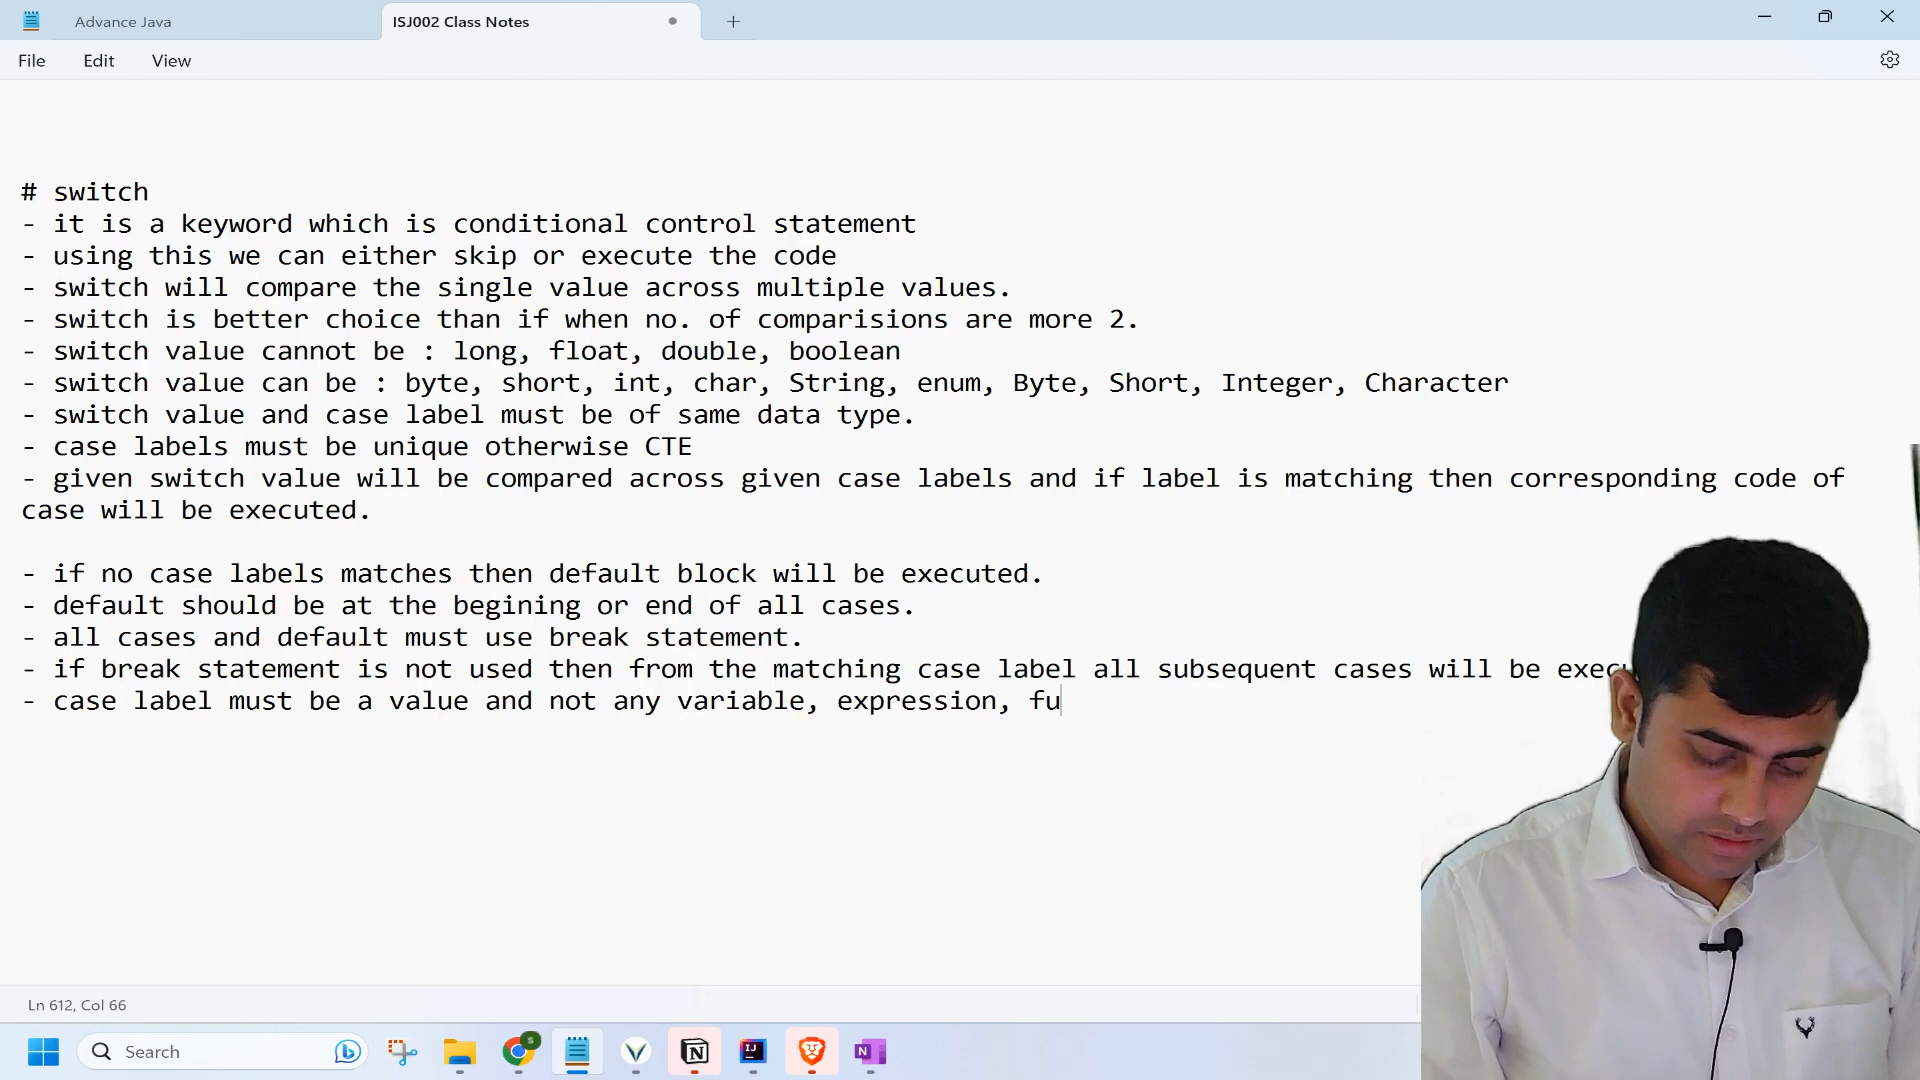 Advance Java
ISJ002 Class Notes
File Edit View
# switch
- it is a keyword which is conditional control statement
- using this we can either skip or execute the code
- switch will compare the single value across multiple values.
- switch is better choice than if when no. of comparisions are more 2.
- switch value cannot be : long, float, double, boolean
- switch value can be : byte, short, int, char, String, enum, Byte, Short, Integer, Character
- switch value and case label must be of same data type.
- case labels must be unique otherwise CTE
- given switch value will be compared across given case labels and if label is matching then corresponding code of
case will be executed.
- if no case labels matches then default block will be executed.
- default should be at the begining or end of all cases.
- all cases and default must use break statement.
- if break statement is not used then from the matching case label all subsequent cases will be
- case label must be a value and not any variable, expression, fu
Ln 612, Col 66
Search